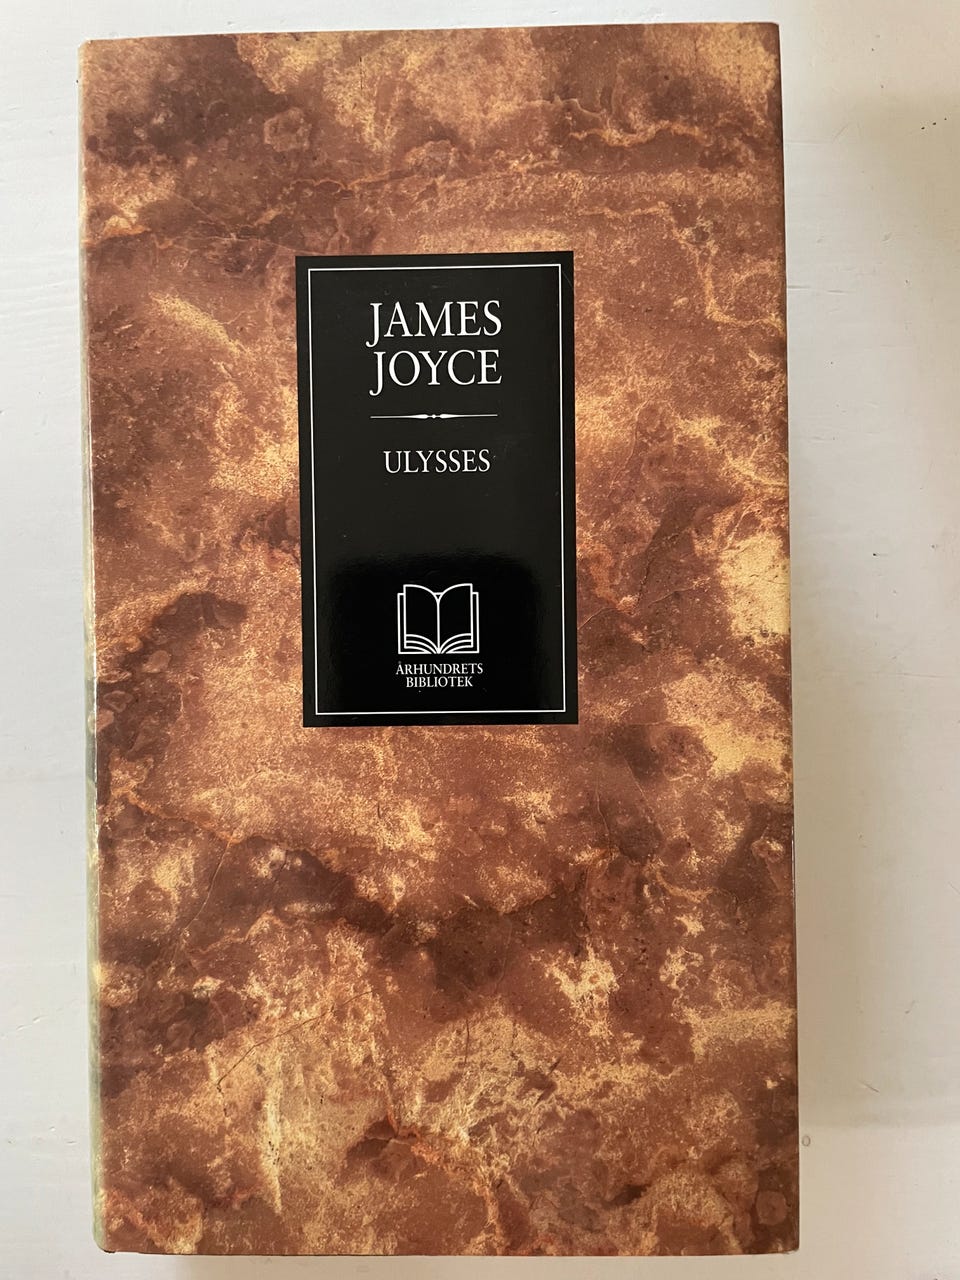 JAMES
JOYCE
ULYSSES
ÅRHUNDRETS
BIBLIOTEK